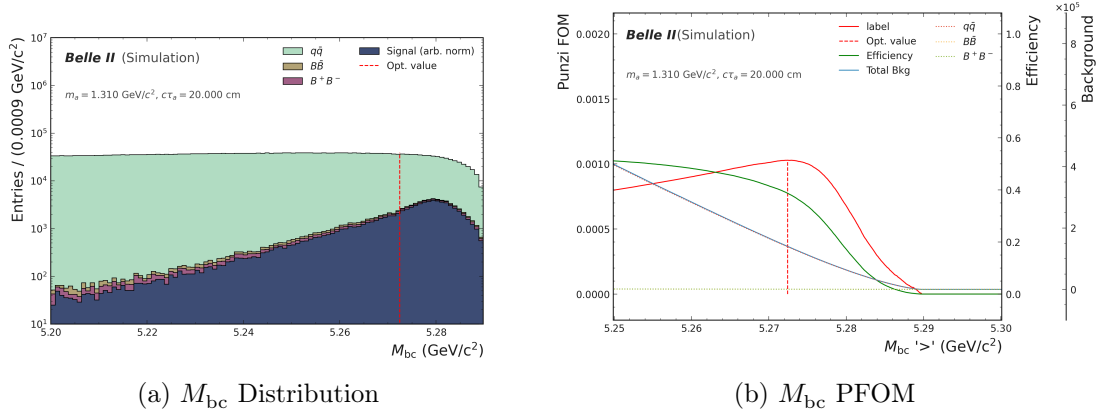 Entries / (0.0009 GeV/c²)
10⁷
10⁶
10⁵
10⁴
10³
10²
10¹
Belle II (Simulation)
mₐ = 1.310 GeV/c², cτₐ = 20.000 cm
qq̄
BB̄
B⁺B⁻
Signal (arb. norm)
Opt. value
5.20 5.22 5.24 5.26 5.28
M_bc (GeV/c²)
(a) M_bc Distribution
Punzi FOM
0.0020
0.0015
0.0010
0.0005
0.0000
Belle II (Simulation)
mₐ = 1.310 GeV/c², cτₐ = 20.000 cm
label
Opt. value
Efficiency
Total Bkg
qq̄
BB̄
B⁺B⁻
5.25 5.26 5.27 5.28 5.29 5.30
M_bc '>' (GeV/c²)
Efficiency
1.0
0.8
0.6
0.4
0.2
0.0
Background
×10⁵
8
6
4
2
0
(b) M_bc PFOM